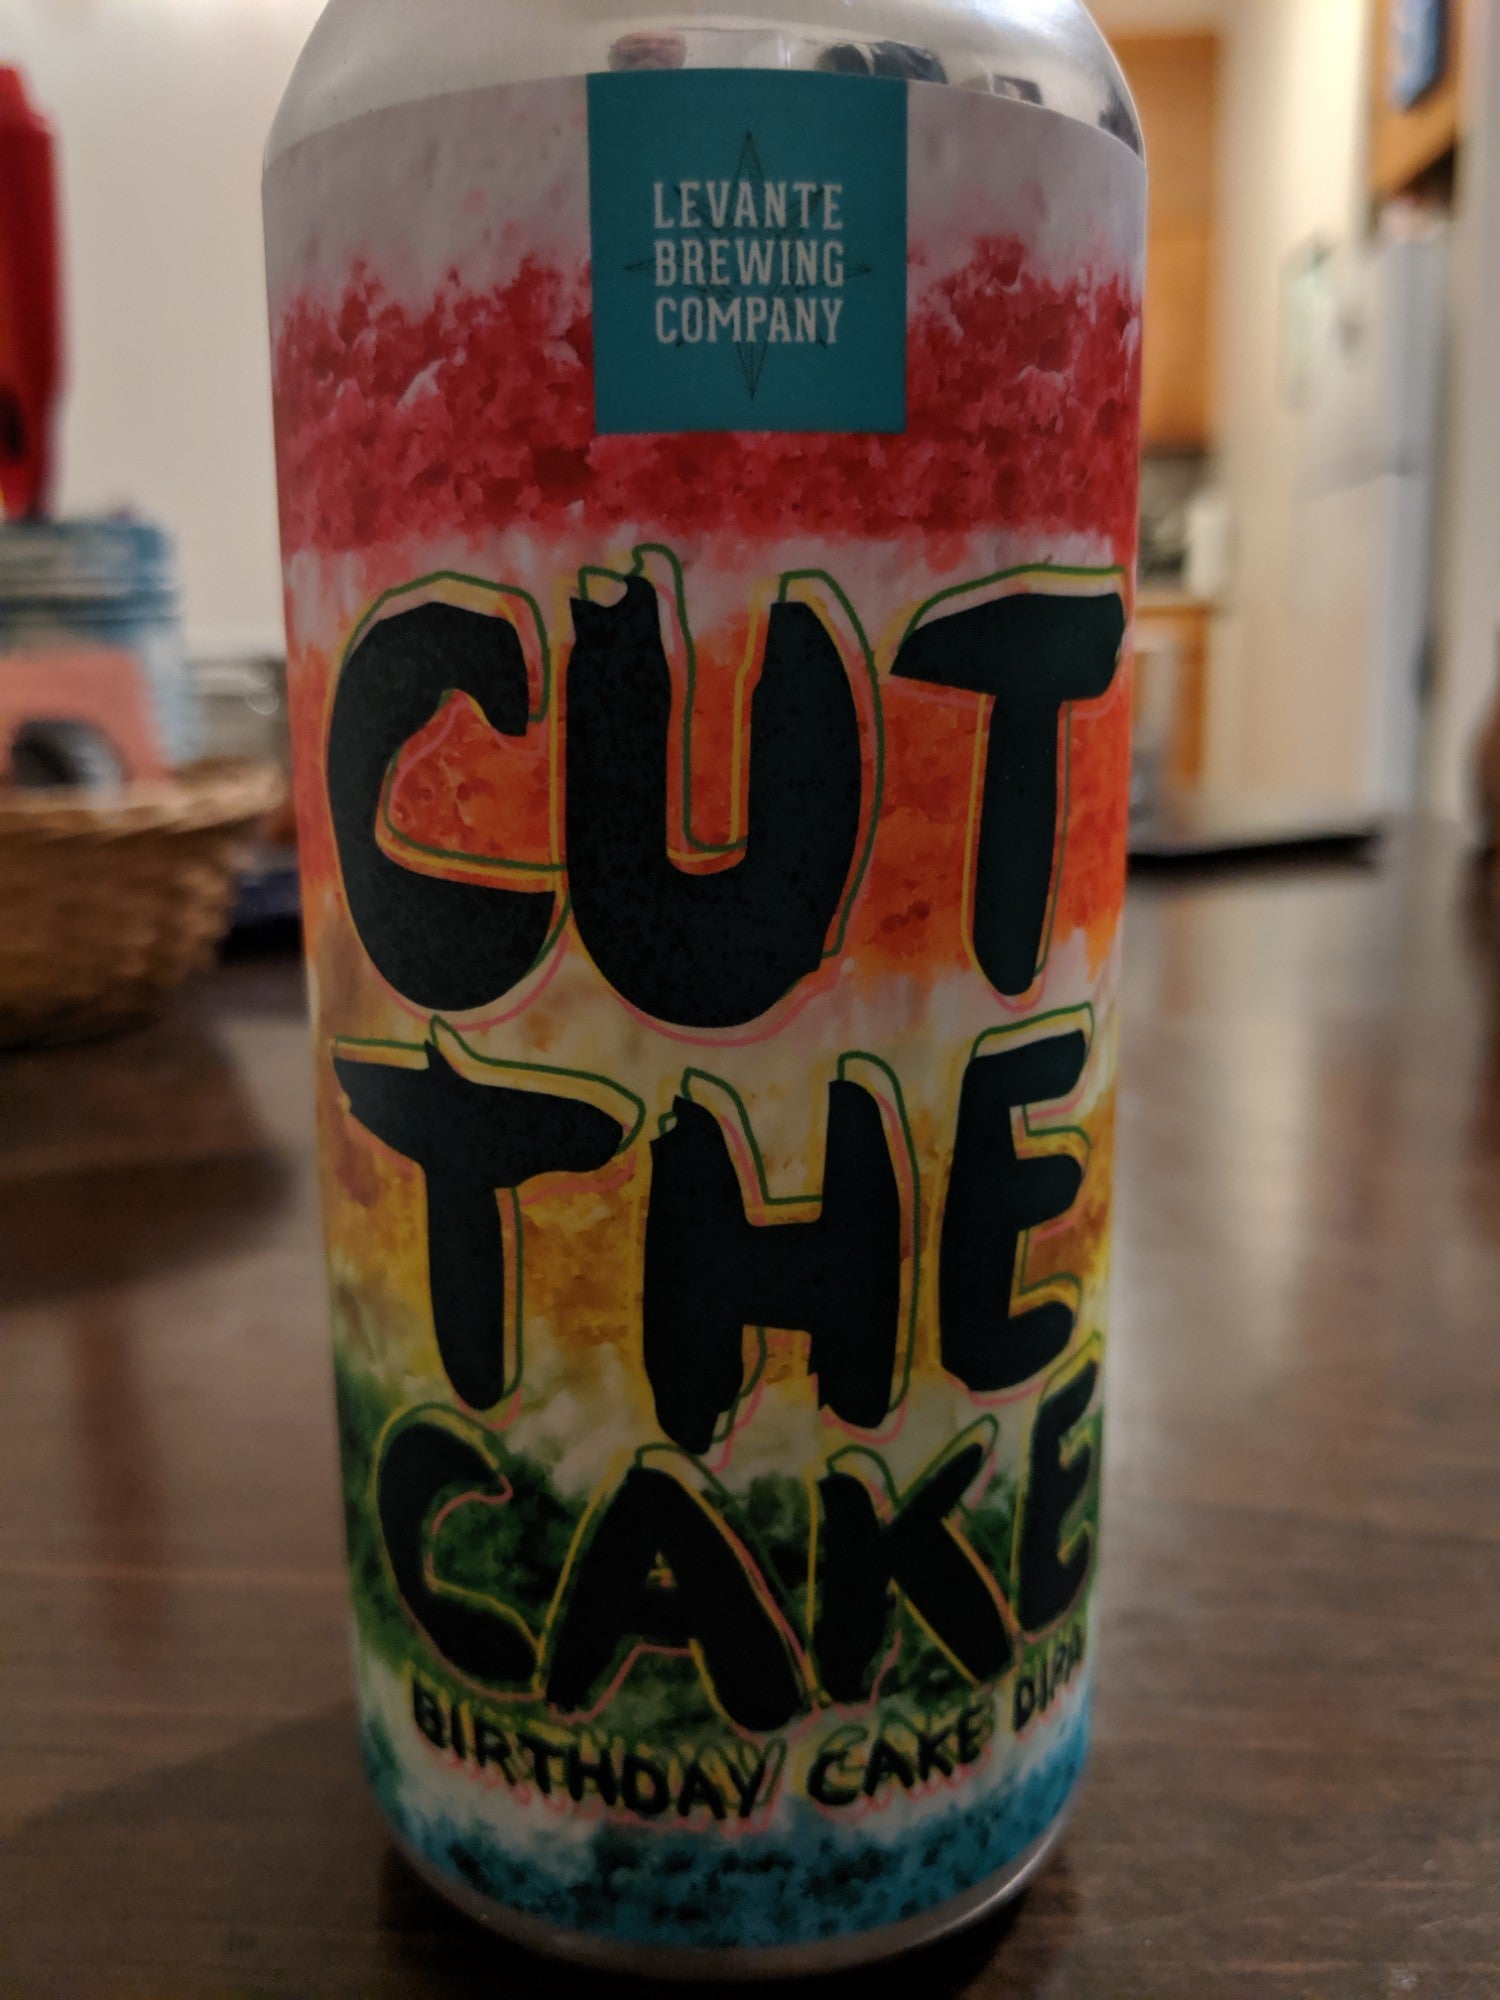 LEVANTE
BREWING
COMPANY
CUT
THE
CAKE
BIRTHDAY CAKE DIPA